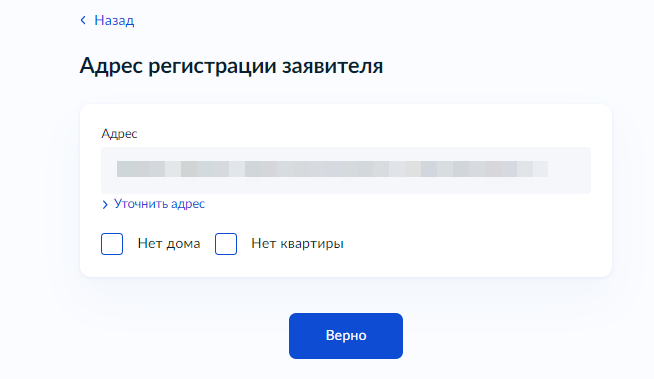 Назад
Адрес регистрации заявителя
Адрес
Уточнить адрес
Нет дома Нет квартиры
Верно